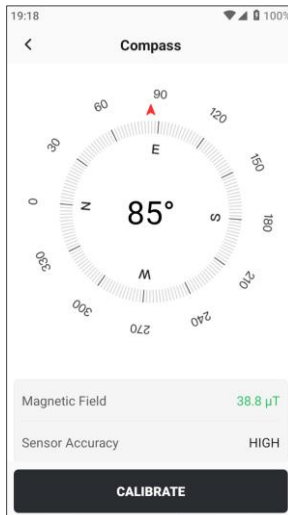 19:18 100%
Compass
90
60
120
E
30
150
0
N
85°
S
180
330
W
210
300
240
270
Magnetic Field 38.8 μT
Sensor Accuracy HIGH
CALIBRATE